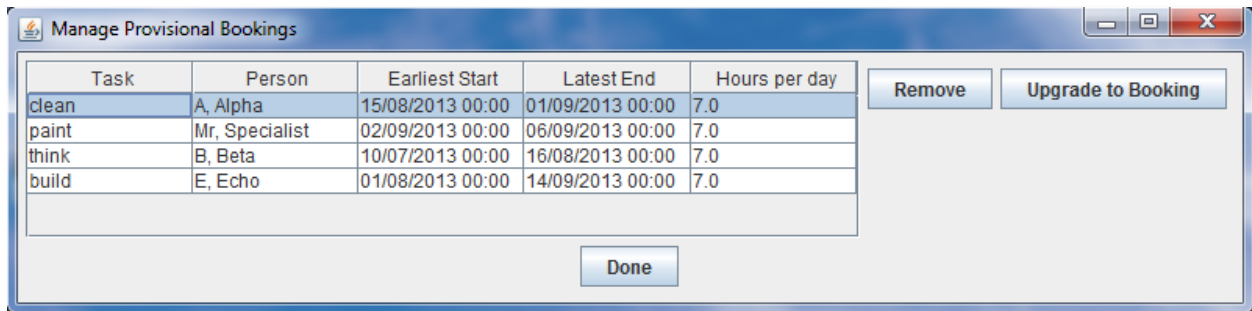 Manage Provisional Bookings
Task Person Earliest Start Latest End Hours per day
clean A, Alpha 15/08/2013 00:00 01/09/2013 00:00 7.0
paint Mr, Specialist 02/09/2013 00:00 06/09/2013 00:00 7.0
think B, Beta 10/07/2013 00:00 16/08/2013 00:00 7.0
build E, Echo 01/08/2013 00:00 14/09/2013 00:00 7.0
Remove Upgrade to Booking
Done